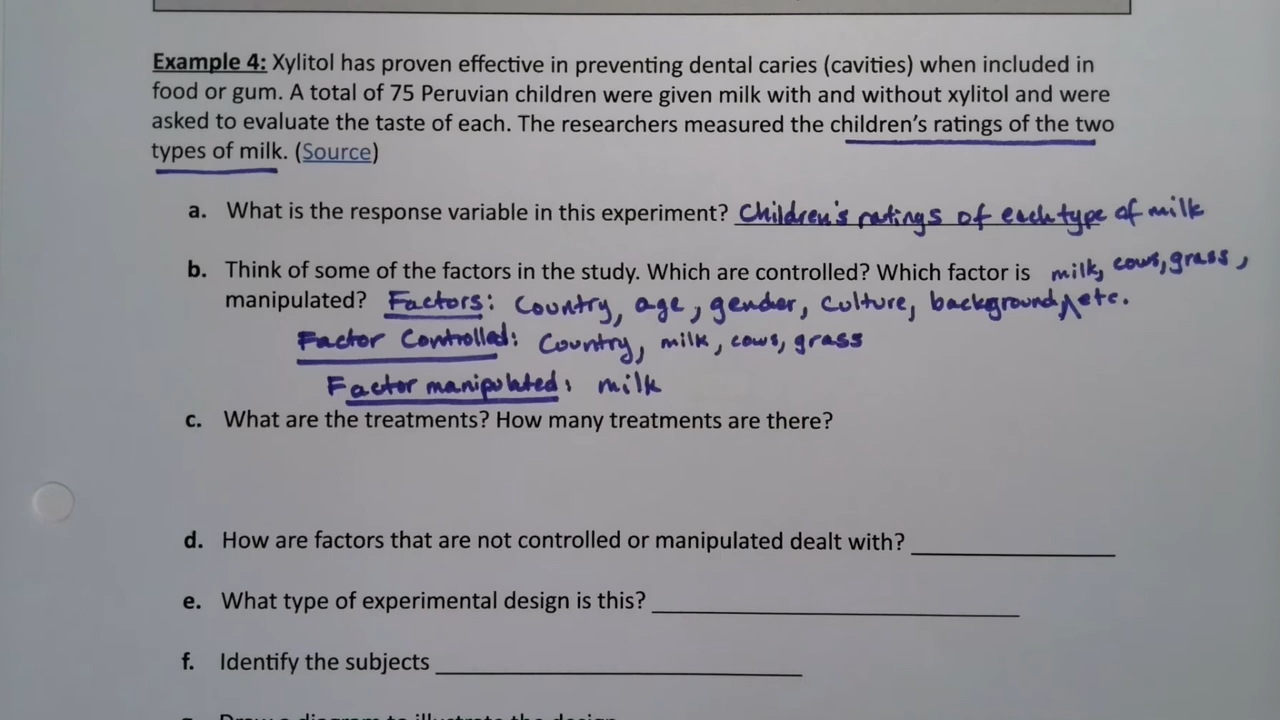 Example 4: Xylitol has proven effective in preventing dental caries (cavities) when included in
food or gum. A total of 75 Peruvian children were given milk with and without xylitol and were
asked to evaluate the taste of each. The researchers measured the children's ratings of the two
types of milk. (Source)
a. What is the response variable in this experiment? Children's ratings of each type of milk
b. Think of some of the factors in the study. Which are controlled? Which factor is milk, cows, grass,
manipulated? Factors: Country, age, gender, culture, background, etc.
Factor Controlled: Country, milk, cows, grass
Factor manipulated: milk
c. What are the treatments? How many treatments are there?
d. How are factors that are not controlled or manipulated dealt with?
e. What type of experimental design is this?
f. Identify the subjects
g. Draw a diagram to illustrate the design